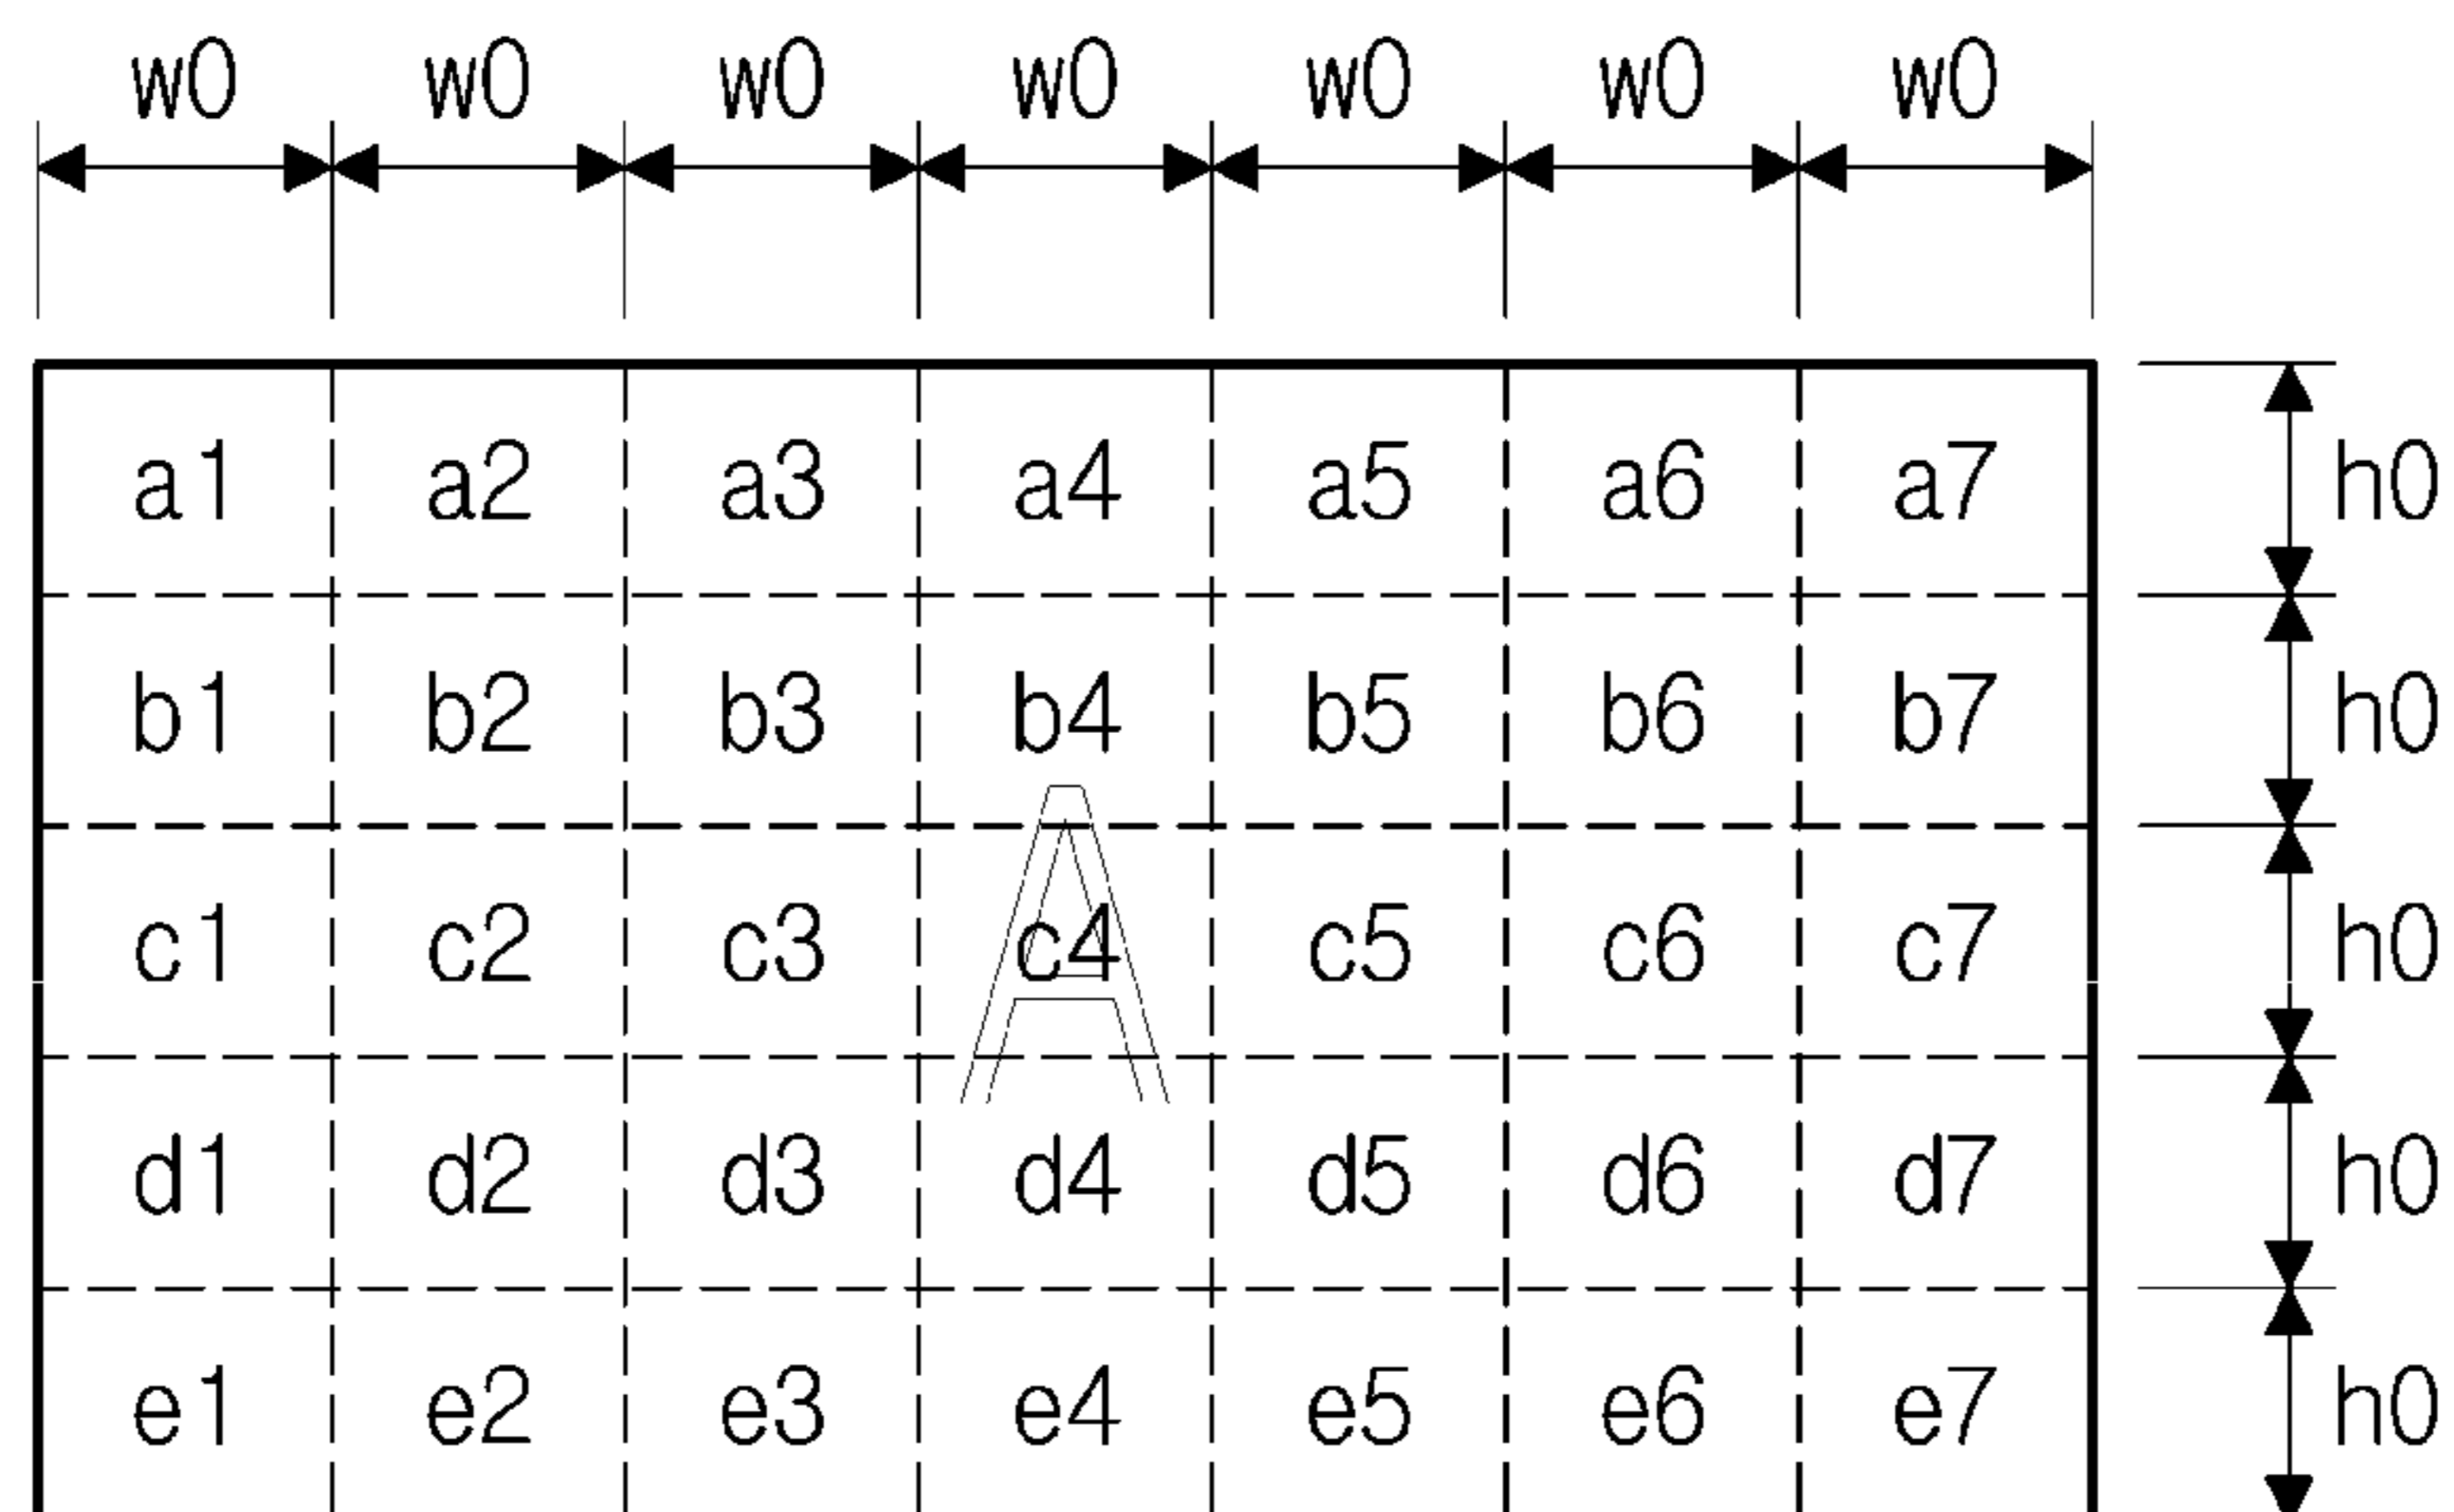 w0 w0 w0 w0 w0 w0 w0
a1 a2 a3 a4 a5 a6 a7 h0
b1 b2 b3 b4 b5 b6 b7 h0
A
c1 c2 c3 c4 c5 c6 c7 h0
d1 d2 d3 d4 d5 d6 d7 h0
e1 e2 e3 e4 e5 e6 e7 h0